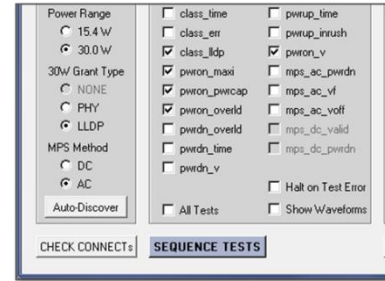 Power Range
15.4 W
30.0 W
30W Grant Type
NONE
PHY
LLDP
MPS Method
DC
AC
Auto-Discover
class_time
class_err
class_lldp
pwron_maxi
pwron_pwrcap
pwron_overld
pwrdn_overld
pwrdn_time
pwrdn_v
All Tests
pwrup_time
pwrup_inrush
pwron_v
mps_ac_pwrdn
mps_ac_vf
mps_ac_voff
mps_dc_valid
mps_dc_pwrdn
Halt on Test Error
Show Waveforms
CHECK CONNECTs
SEQUENCE TESTS